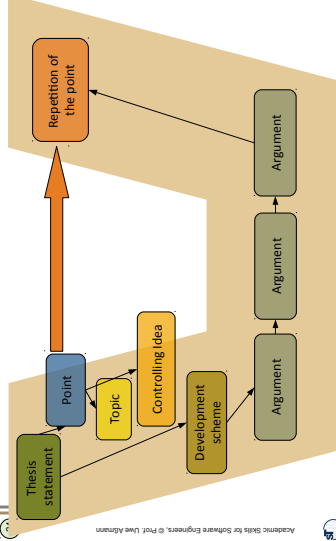 Thesis
statement
Point
Topic
Controlling Idea
Development
scheme
Argument
Argument
Argument
Repetition of
the point
Academic Skills for Software Engineers, © Prof. Uwe Aßmann